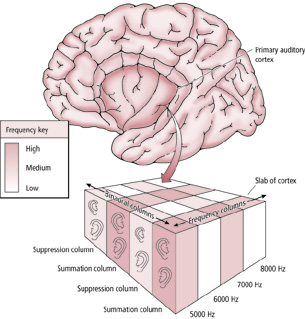 Primary auditory
cortex
Frequency key
High
Medium
Low
Slab of cortex
Binaural columns
Frequency columns
Suppression column
Summation column
Suppression column
Summation column
8000 Hz
7000 Hz
6000 Hz
5000 Hz